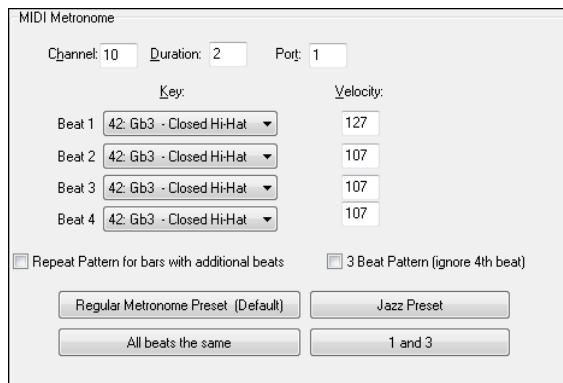 MIDI Metronome
Channel: 10 Duration: 2 Port: 1
Key: Velocity:
Beat 1 42: Gb3 - Closed Hi-Hat 127
Beat 2 42: Gb3 - Closed Hi-Hat 107
Beat 3 42: Gb3 - Closed Hi-Hat 107
Beat 4 42: Gb3 - Closed Hi-Hat 107
Repeat Pattern for bars with additional beats 3 Beat Pattern (ignore 4th beat)
Regular Metronome Preset (Default) Jazz Preset
All beats the same 1 and 3